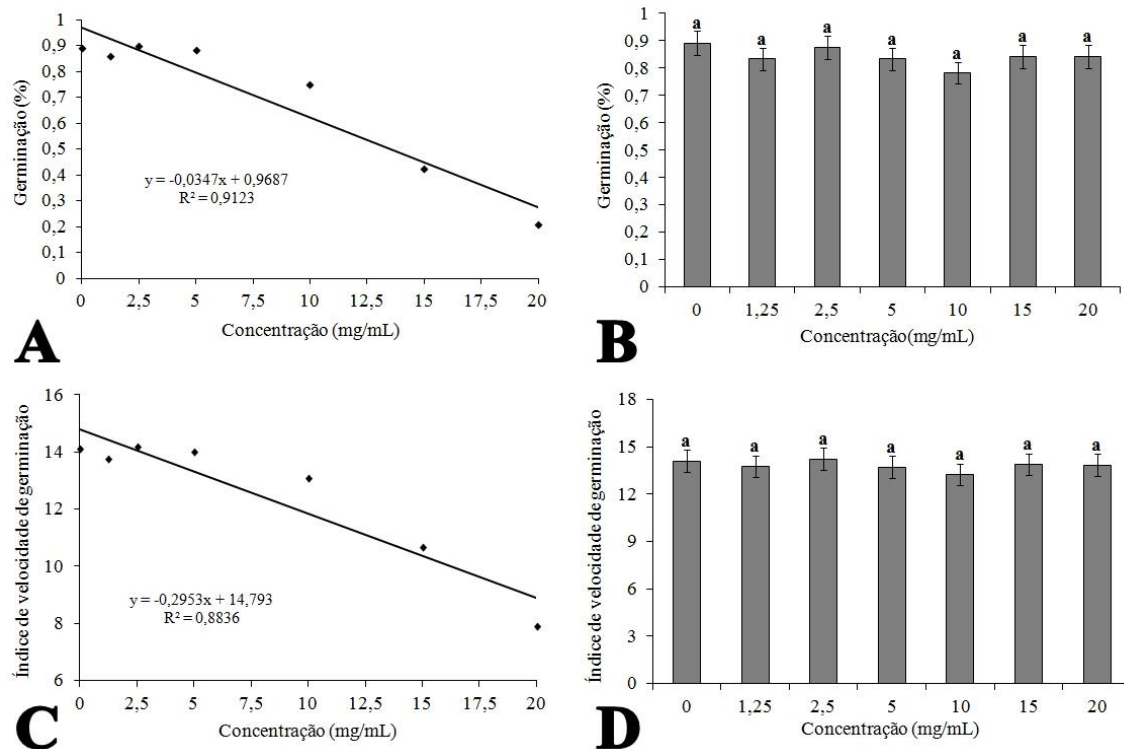 1
0,9
0,8
0,7
0,6
0,5
0,4
0,3
0,2
0,1
0
Germinação (%)
y = -0,0347x + 0,9687
R² = 0,9123
0 2,5 5 7,5 10 12,5 15 17,5 20
Concentração (mg/mL)
A
1
0,9
0,8
0,7
0,6
0,5
0,4
0,3
0,2
0,1
0
Germinação (%)
a a a a a a a
0 1,25 2,5 5 10 15 20
Concentração(mg/mL)
B
16
14
12
10
8
6
Índice de velocidade de germinação
y = -0,2953x + 14,793
R² = 0,8836
0 2,5 5 7,5 10 12,5 15 17,5 20
Concentração (mg/mL)
C
18
15
12
9
6
3
0
Índice de velocidade de germinação
a a a a a a a
0 1,25 2,5 5 10 15 20
Concentração (mg/mL)
D